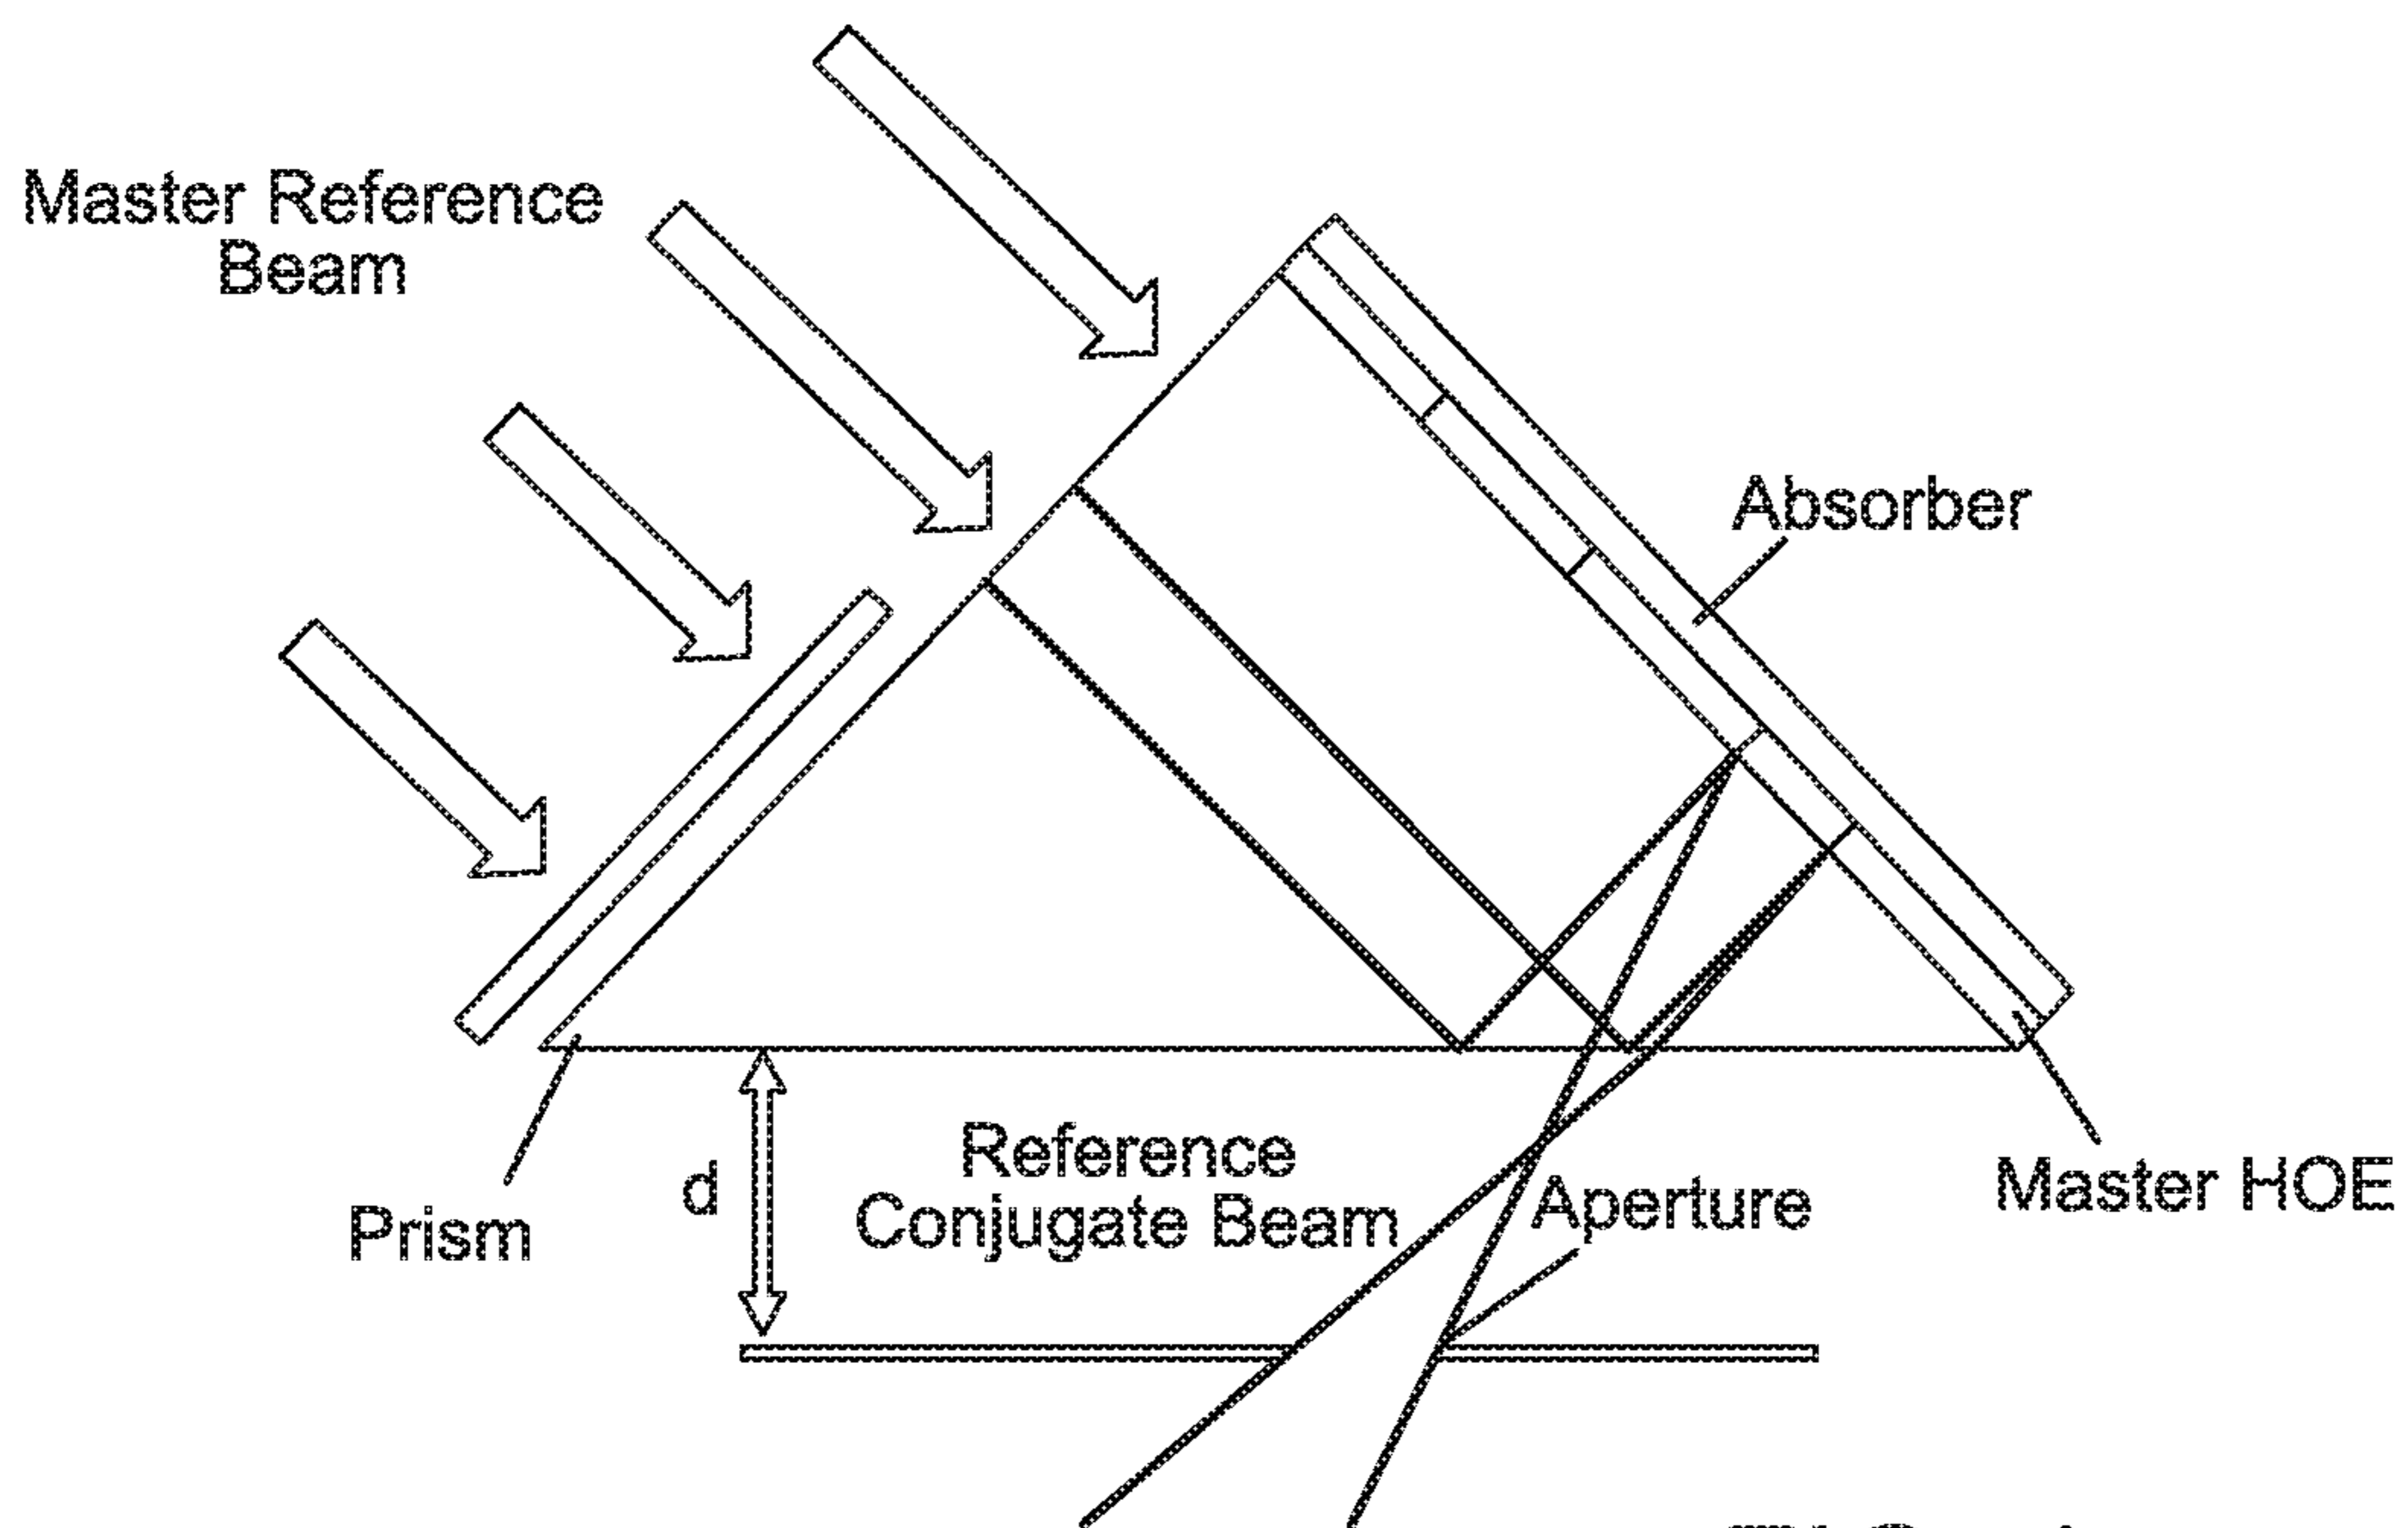 Master Reference
Beam
Absorber
Reference
Conjugate Beam
d
Aperture
Master HOE
Prism